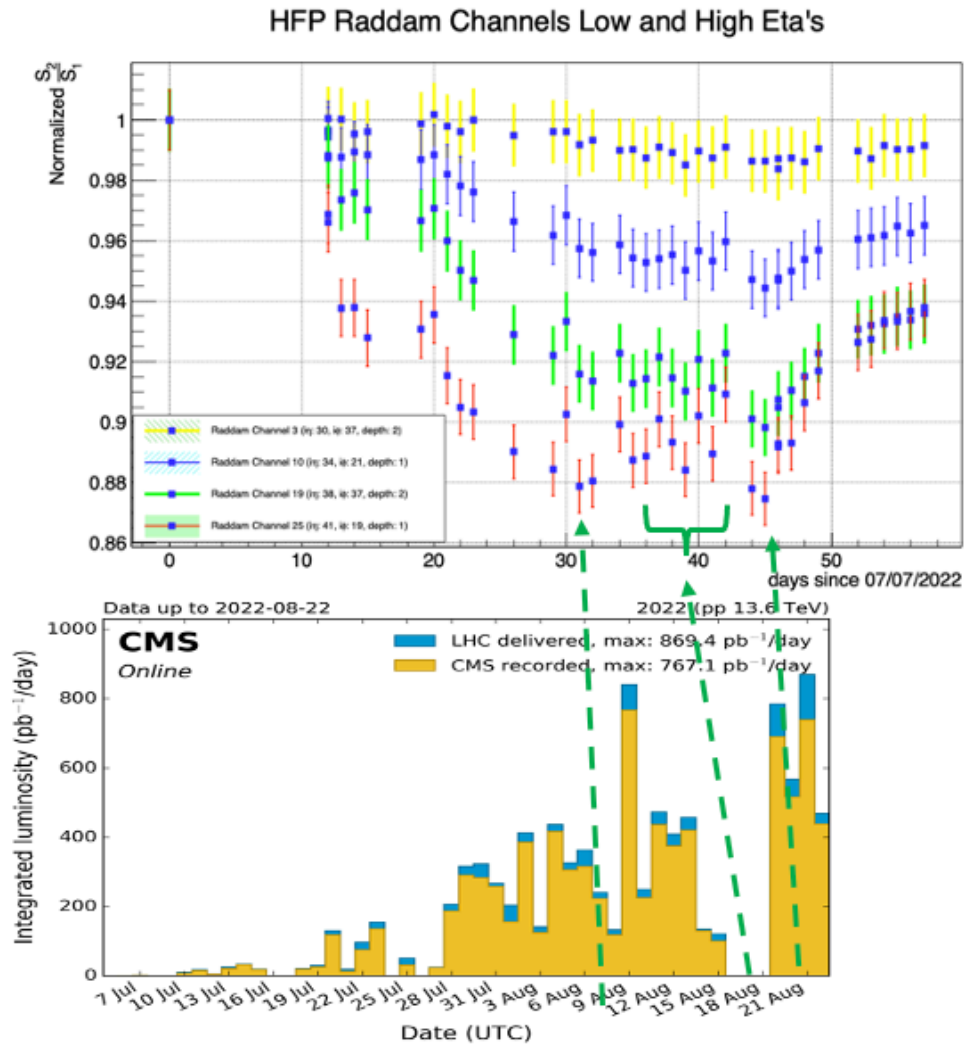 HFP Raddam Channels Low and High Eta's
Normalized S2/S1
1
0.98
0.96
0.94
0.92
0.9
0.88
0.86
Raddam Channel 3 (iη: 30, iφ: 37, depth: 2)
Raddam Channel 10 (iη: 34, iφ: 21, depth: 1)
Raddam Channel 19 (iη: 38, iφ: 37, depth: 2)
Raddam Channel 25 (iη: 41, iφ: 19, depth: 1)
0 10 20 30 40 50
days since 07/07/2022
Data up to 2022-08-22 2022 (pp 13.6 TeV)
CMS
Online
LHC delivered, max: 869.4 pb⁻¹/day
CMS recorded, max: 767.1 pb⁻¹/day
Integrated luminosity (pb⁻¹/day)
1000
800
600
400
200
0
7 Jul 10 Jul 13 Jul 16 Jul 19 Jul 22 Jul 25 Jul 28 Jul 31 Jul 3 Aug 6 Aug 9 Aug 12 Aug 15 Aug 18 Aug 21 Aug
Date (UTC)